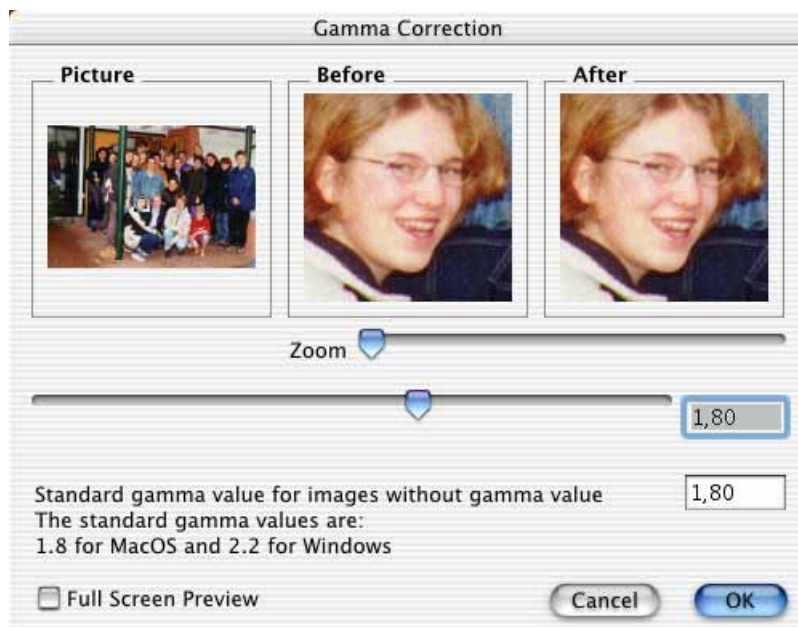 Gamma Correction
Picture
Before
After
Zoom
1,80
Standard gamma value for images without gamma value
1,80
The standard gamma values are:
1.8 for MacOS and 2.2 for Windows
Full Screen Preview
Cancel
OK